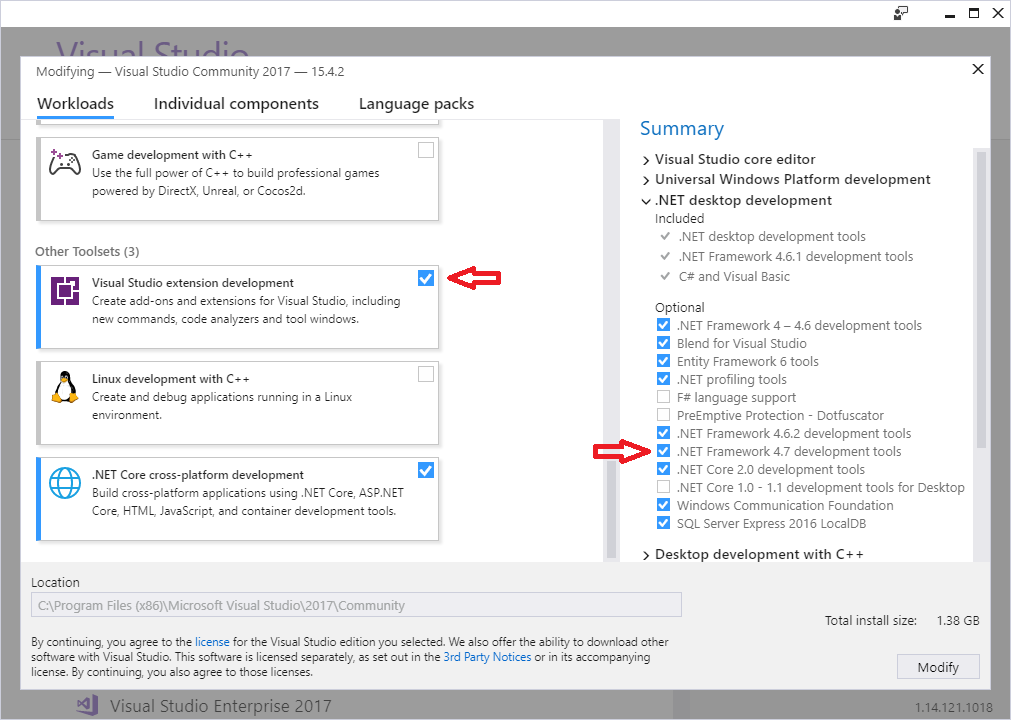 Visual Studio
Modifying — Visual Studio Community 2017 — 15.4.2
Workloads
Individual components
Language packs
Game development with C++
Use the full power of C++ to build professional games
powered by DirectX, Unreal, or Cocos2d.
Other Toolsets (3)
Visual Studio extension development
Create add-ons and extensions for Visual Studio, including
new commands, code analyzers and tool windows.
Linux development with C++
Create and debug applications running in a Linux
environment.
.NET Core cross-platform development
Build cross-platform applications using .NET Core, ASP.NET
Core, HTML, JavaScript, and container development tools.
Summary
Visual Studio core editor
Universal Windows Platform development
.NET desktop development
Included
.NET desktop development tools
.NET Framework 4.6.1 development tools
C# and Visual Basic
Optional
.NET Framework 4 – 4.6 development tools
Blend for Visual Studio
Entity Framework 6 tools
.NET profiling tools
F# language support
PreEmptive Protection - Dotfuscator
.NET Framework 4.6.2 development tools
.NET Framework 4.7 development tools
.NET Core 2.0 development tools
.NET Core 1.0 - 1.1 development tools for Desktop
Windows Communication Foundation
SQL Server Express 2016 LocalDB
Desktop development with C++
Location
C:\Program Files (x86)\Microsoft Visual Studio\2017\Community
Total install size: 1.38 GB
By continuing, you agree to the license for the Visual Studio edition you selected. We also offer the ability to download other
software with Visual Studio. This software is licensed separately, as set out in the 3rd Party Notices or in its accompanying
license. By continuing, you also agree to those licenses.
Modify
Visual Studio Enterprise 2017
1.14.121.1018